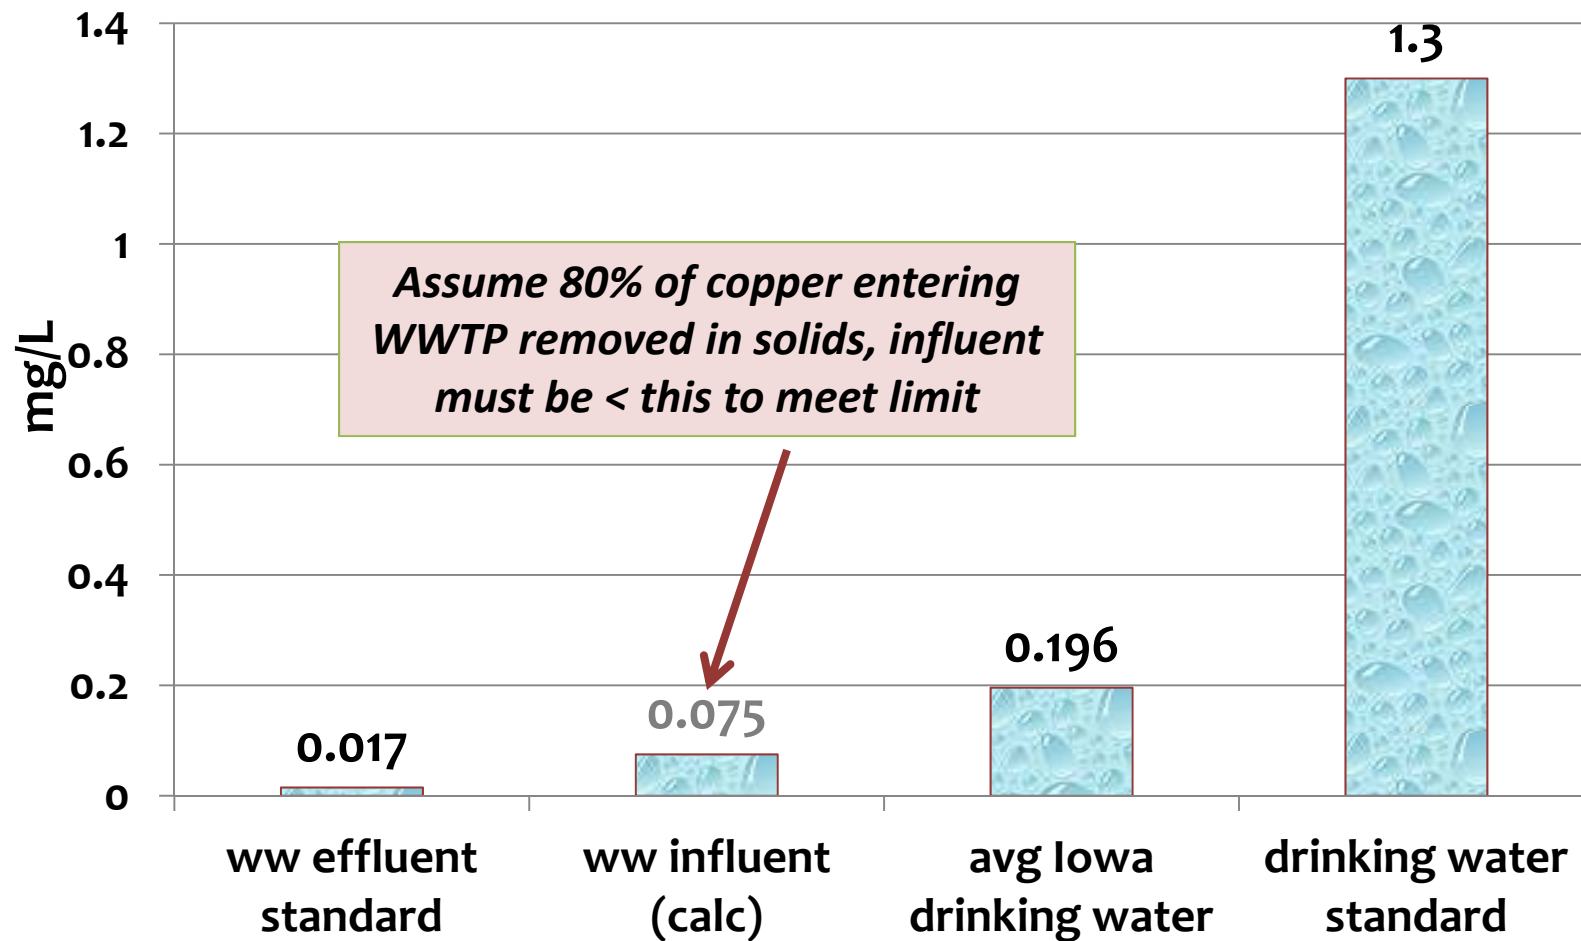 1.4
1.2
1
0.8
0.6
0.4
0.2
0
mg/L
Assume 80% of copper entering
WWTP removed in solids, influent
must be < this to meet limit
0.017
0.075
0.196
1.3
ww effluent
standard
ww influent
(calc)
avg Iowa
drinking water
drinking water
standard